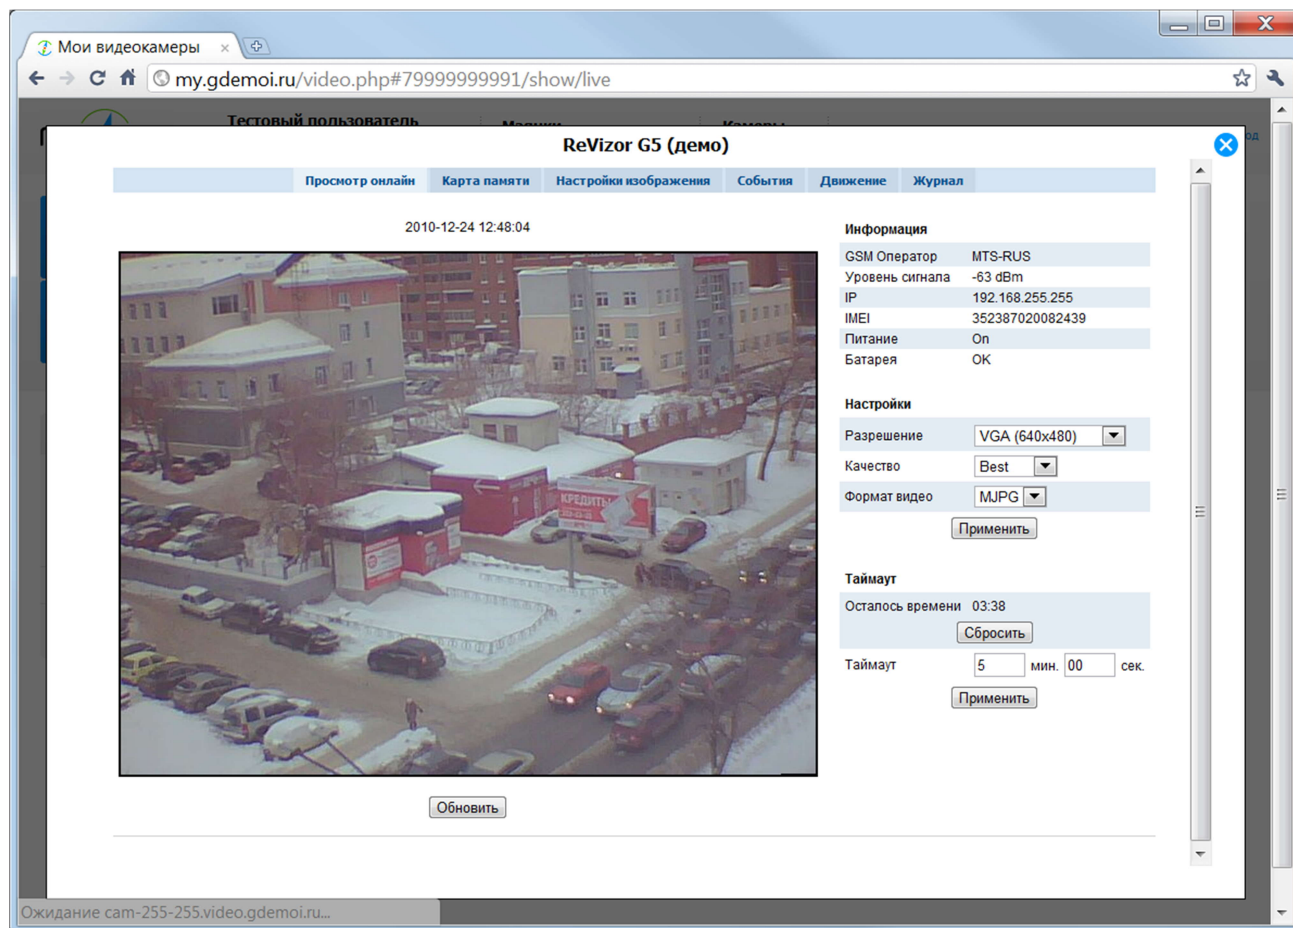 Мои видеокамеры
my.gdemoi.ru/video.php#79999999991/show/live
Тестовый пользователь
Камеры
ReVizor G5 (демо)
Просмотр онлайн Карта памяти Настройки изображения События Движение Журнал
2010-12-24 12:48:04
КРЕДИТЫ
Информация
GSM Оператор MTS-RUS
Уровень сигнала -63 dBm
IP 192.168.255.255
IMEI 352387020082439
Питание On
Батарея OK
Настройки
Разрешение VGA (640x480)
Качество Best
Формат видео MJPG
Применить
Таймаут
Осталось времени 03:38
Сбросить
Таймаут 5 мин. 00 сек.
Применить
Обновить
Ожидание cam-255-255.video.gdemoi.ru...